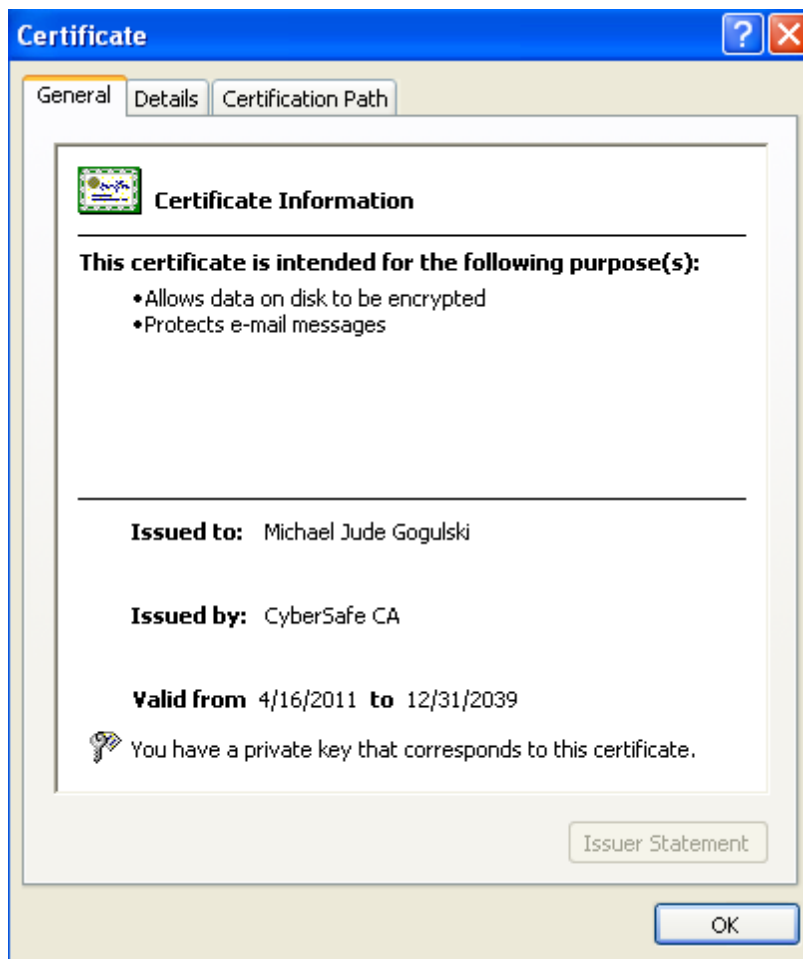 Certificate
?
General Details Certification Path
Certificate Information
This certificate is intended for the following purpose(s):
•Allows data on disk to be encrypted
•Protects e-mail messages
Issued to: Michael Jude Gogulski
Issued by: CyberSafe CA
Valid from 4/16/2011 to 12/31/2039
You have a private key that corresponds to this certificate.
Issuer Statement
OK